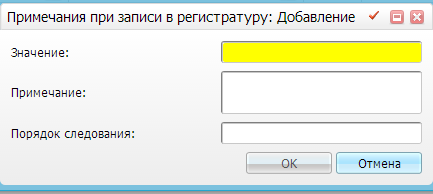 Примечания при записи в регистратуру: Добавление
Значение:
Примечание:
Порядок следования:
OK Отмена